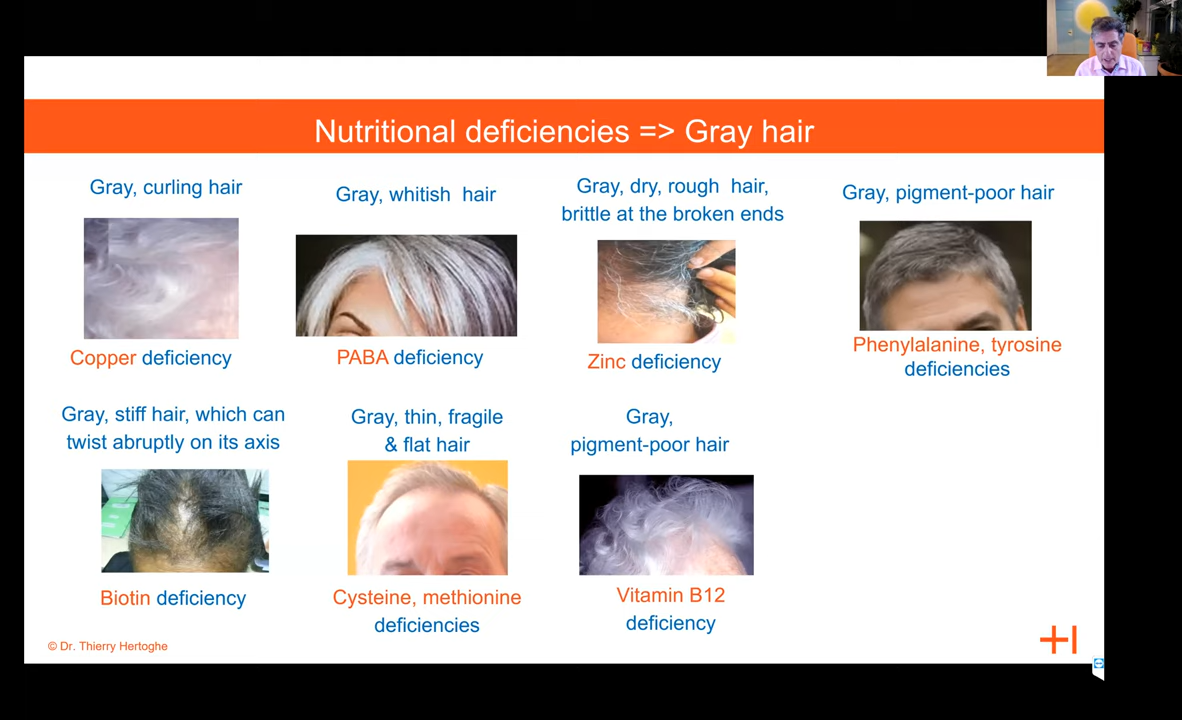 Nutritional deficiencies => Gray hair
Gray, curling hair
Copper deficiency
Gray, whitish hair
PABA deficiency
Gray, dry, rough hair,
brittle at the broken ends
Zinc deficiency
Gray, pigment-poor hair
Phenylalanine, tyrosine
deficiencies
Gray, stiff hair, which can
twist abruptly on its axis
Biotin deficiency
Gray, thin, fragile
& flat hair
Cysteine, methionine
deficiencies
Gray,
pigment-poor hair
Vitamin B12
deficiency
© Dr. Thierry Hertoghe